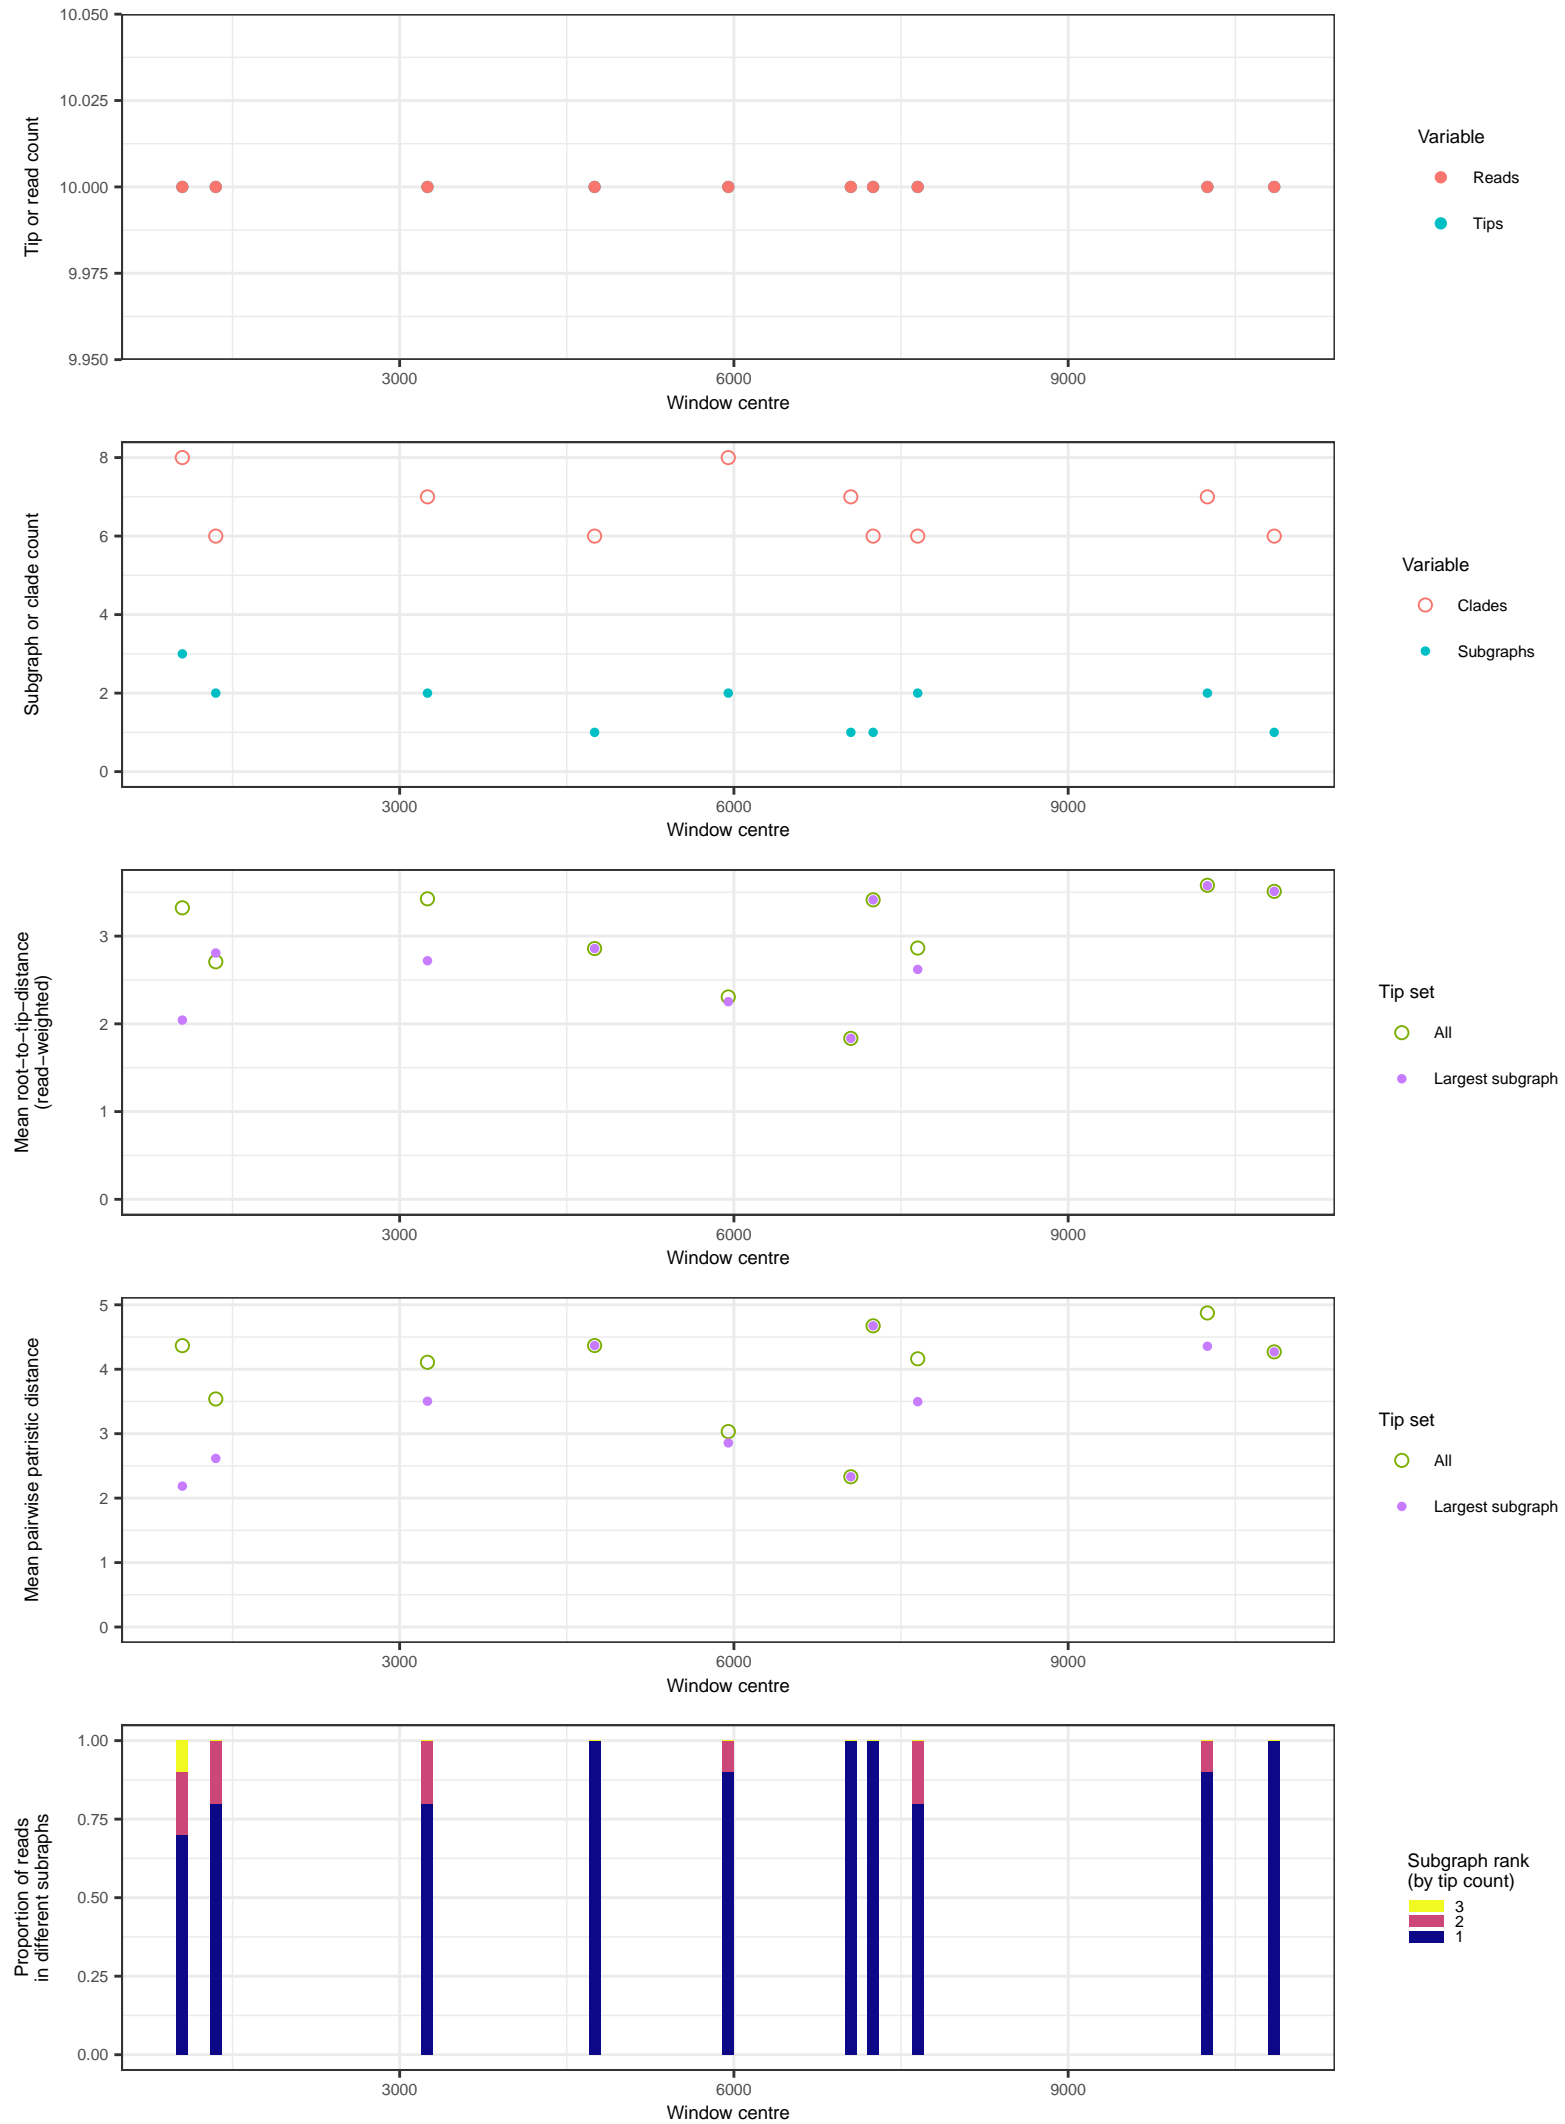 10.050
10.025
10.000
9.975
9.950
Tip or read count
3000
6000
9000
Window centre
Variable
Reads
Tips
8
6
4
2
0
Subgraph or clade count
3000
6000
9000
Window centre
Variable
Clades
Subgraphs
3
2
1
0
Mean root−to−tip−distance
(read−weighted)
3000
6000
9000
Window centre
Tip set
All
Largest subgraph
5
4
3
2
1
0
Mean pairwise patristic distance
3000
6000
9000
Window centre
Tip set
All
Largest subgraph
1.00
0.75
0.50
0.25
0.00
Proportion of reads
in different subraphs
3000
6000
9000
Window centre
Subgraph rank
(by tip count)
3
2
1